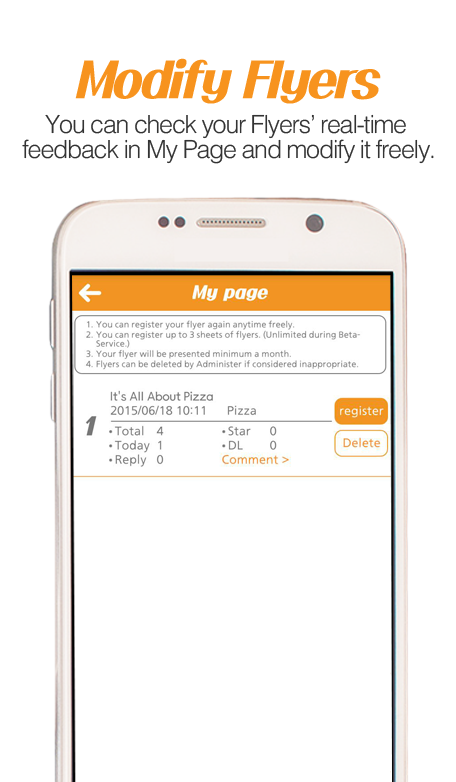 Modify Flyers
You can check your Flyers’ real-time
feedback in My Page and modify it freely.
My page
1. You can register your flyer again anytime freely.
2. You can register up to 3 sheets of flyers. (Unlimited during Beta-
Service.)
3. Your flyer will be presented minimum a month.
4. Flyers can be deleted by Administer if considered inappropriate.
It's All About Pizza
2015/06/18 10:11 Pizza
register
1
• Total 4 • Star 0
• Today 1 • DL 0
Delete
• Reply 0 Comment >